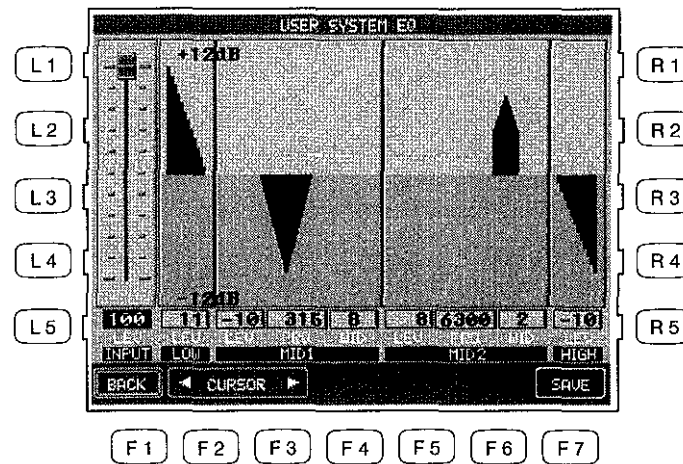 USER SYSTEM EQ
+12dB
L1
L2
L3
L4
L5
R1
R2
R3
R4
R5
-12dB
100 11 -10 315 8 8 6300 2 -10
INPUT LOW MID1 MID2 HIGH
BACK ◄ CURSOR ► SAVE
F1 F2 F3 F4 F5 F6 F7